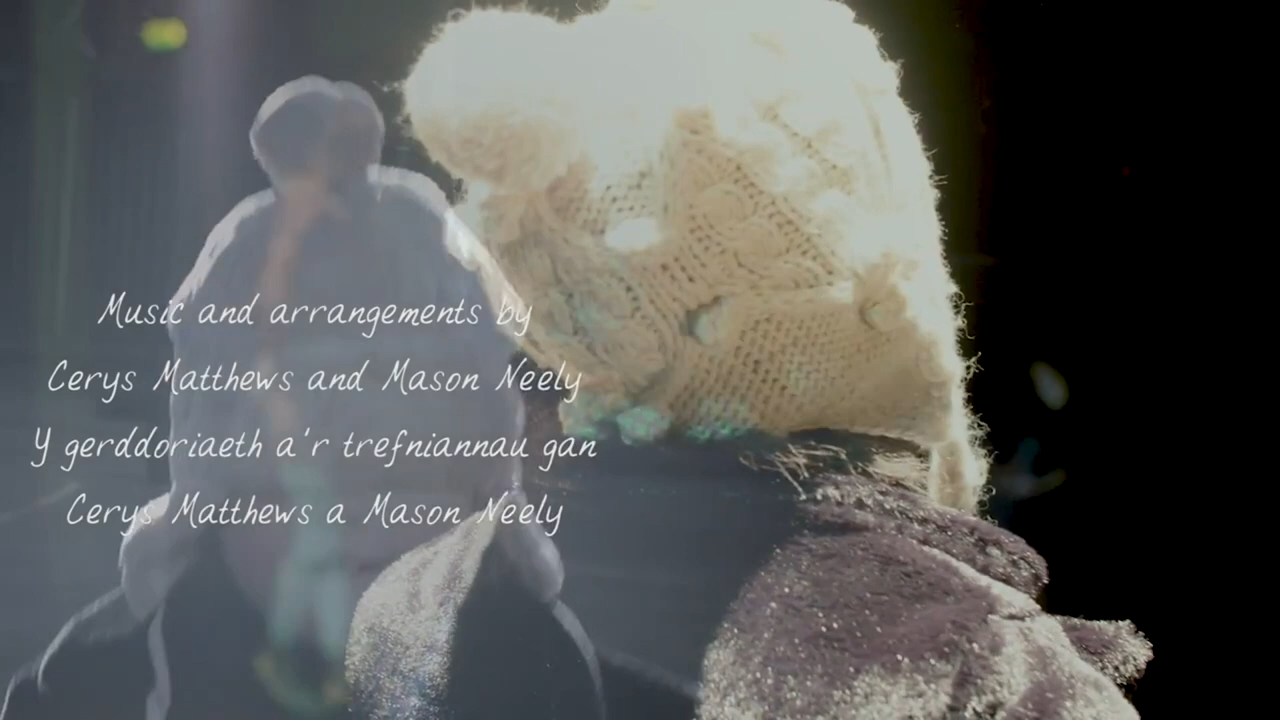 Music and arrangements by
Cerys Matthews and Mason Neely
Y gerddoriaeth a'r trefniannau gan
Cerys Matthews a Mason Neely